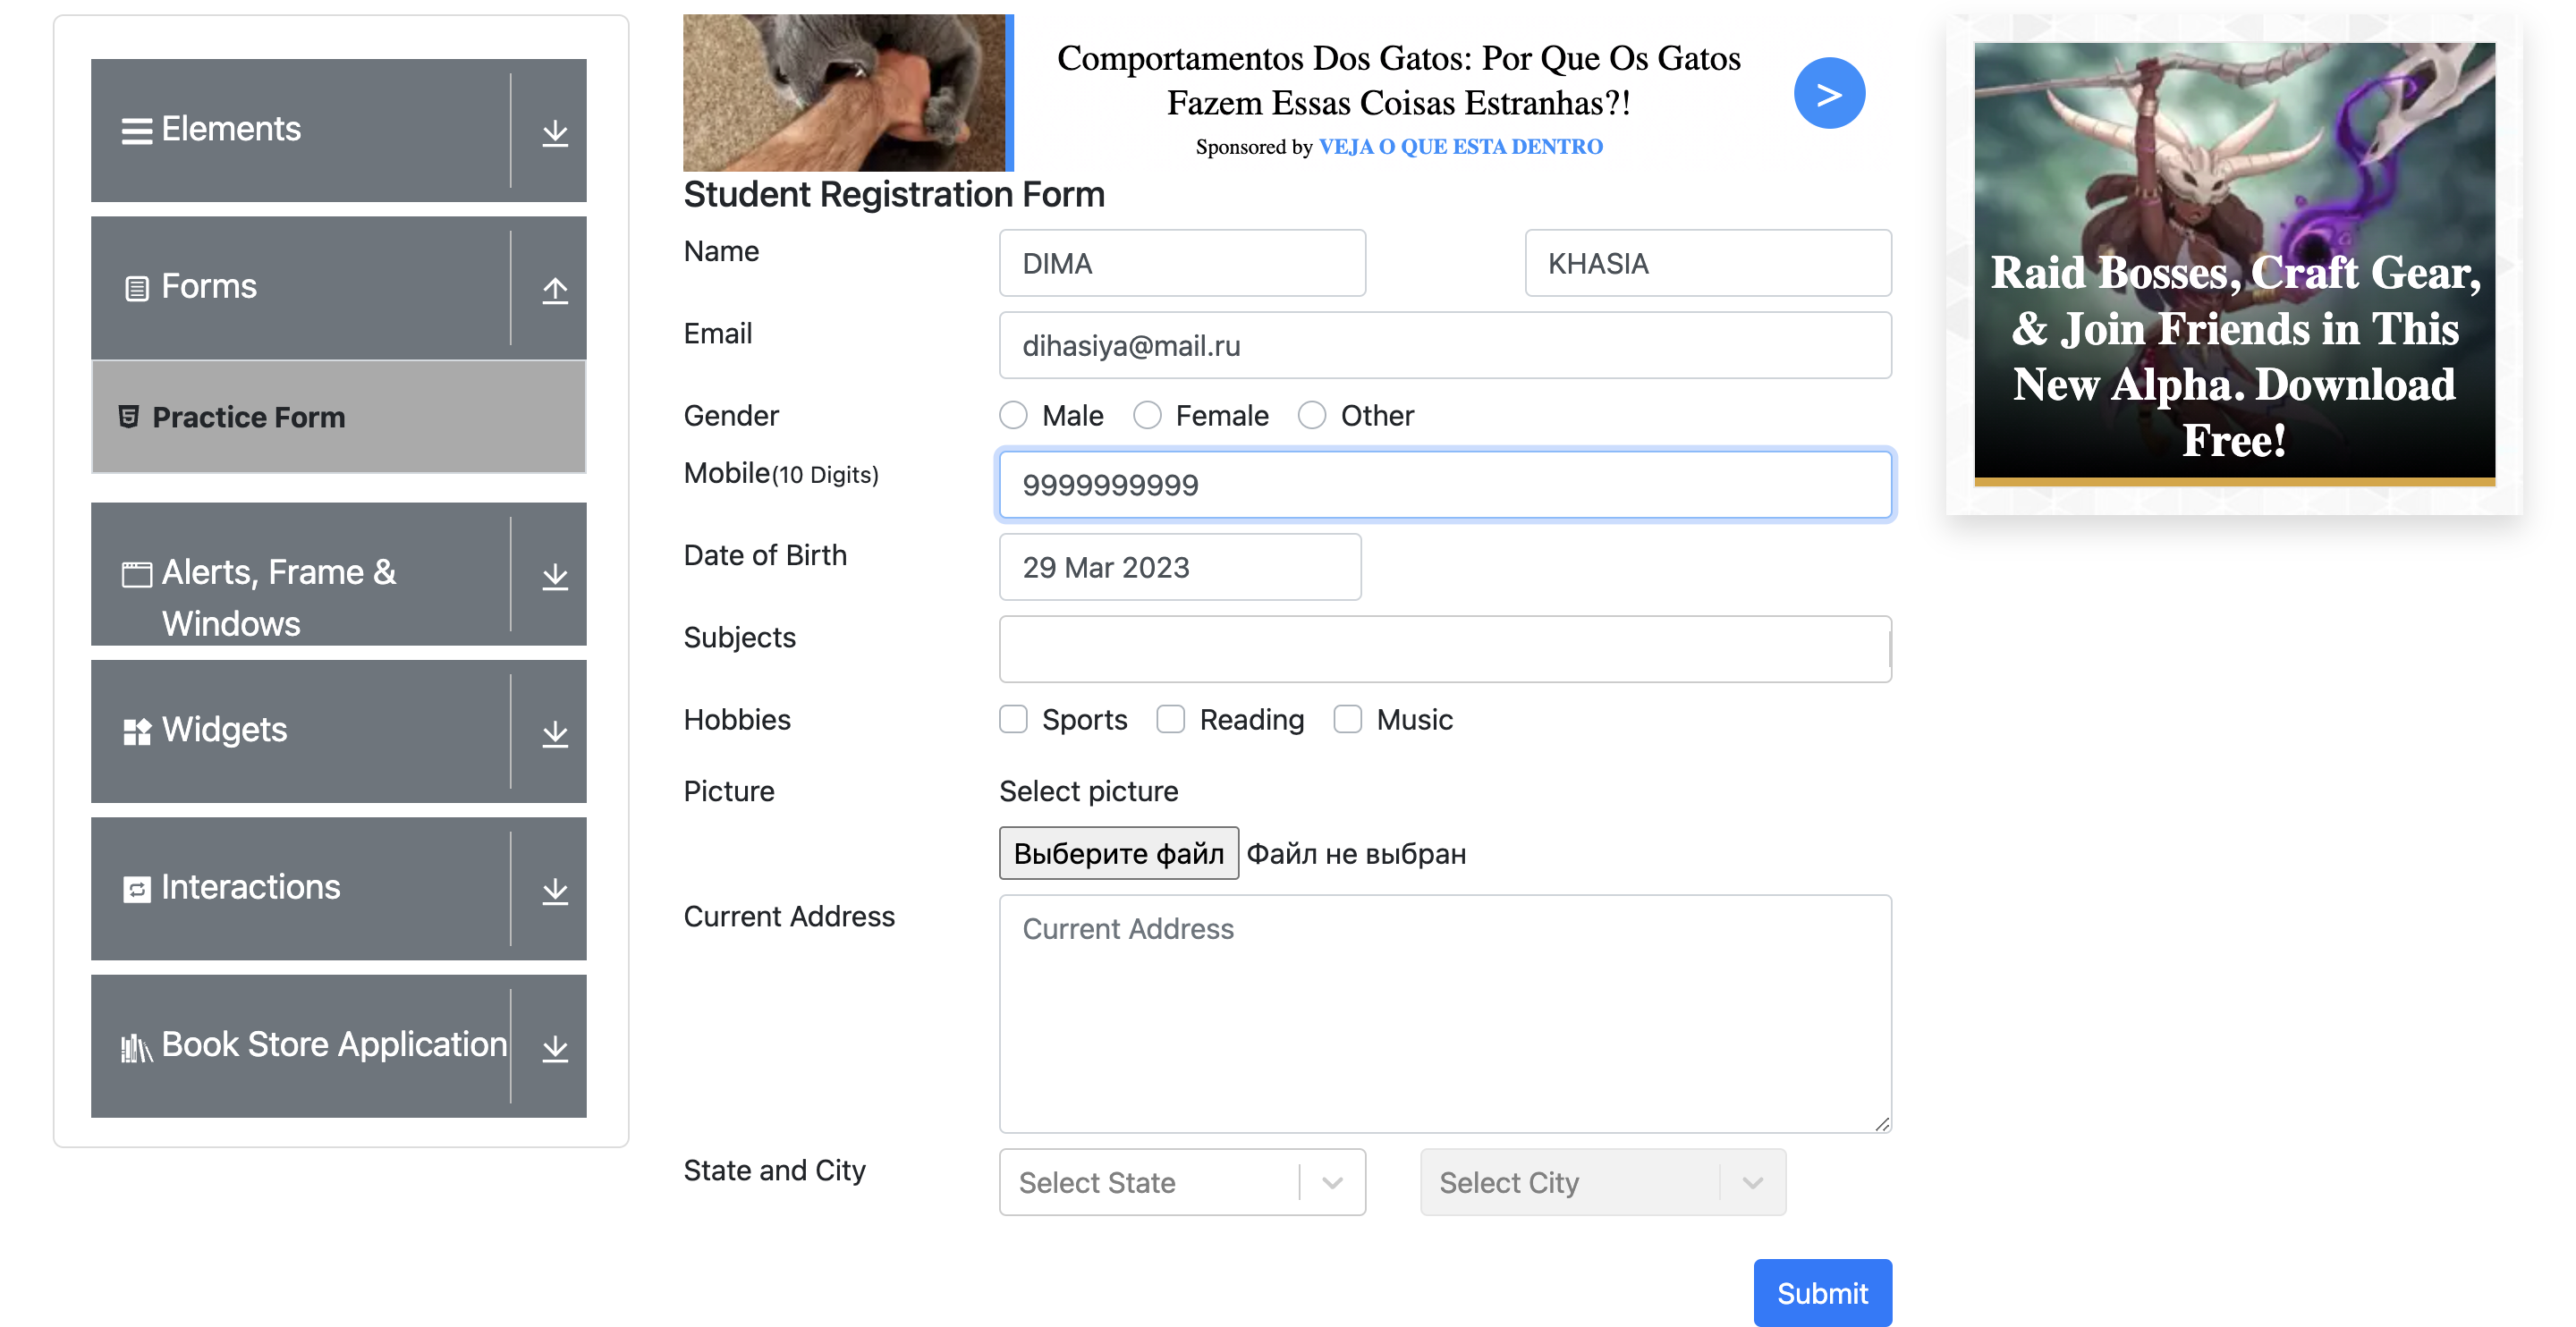 Elements
Forms
Practice Form
Alerts, Frame &
Windows
Widgets
Interactions
Book Store Application
Comportamentos Dos Gatos: Por Que Os Gatos
Fazem Essas Coisas Estranhas?!
Sponsored by VEJA O QUE ESTA DENTRO
>
Student Registration Form
Name
DIMA
KHASIA
Email
dihasiya@mail.ru
Gender
Male
Female
Other
Mobile(10 Digits)
9999999999
Date of Birth
29 Mar 2023
Subjects
Hobbies
Sports
Reading
Music
Picture
Select picture
Выберите файл
Файл не выбран
Current Address
Current Address
State and City
Select State
Select City
Submit
Raid Bosses, Craft Gear,
& Join Friends in This
New Alpha. Download
Free!